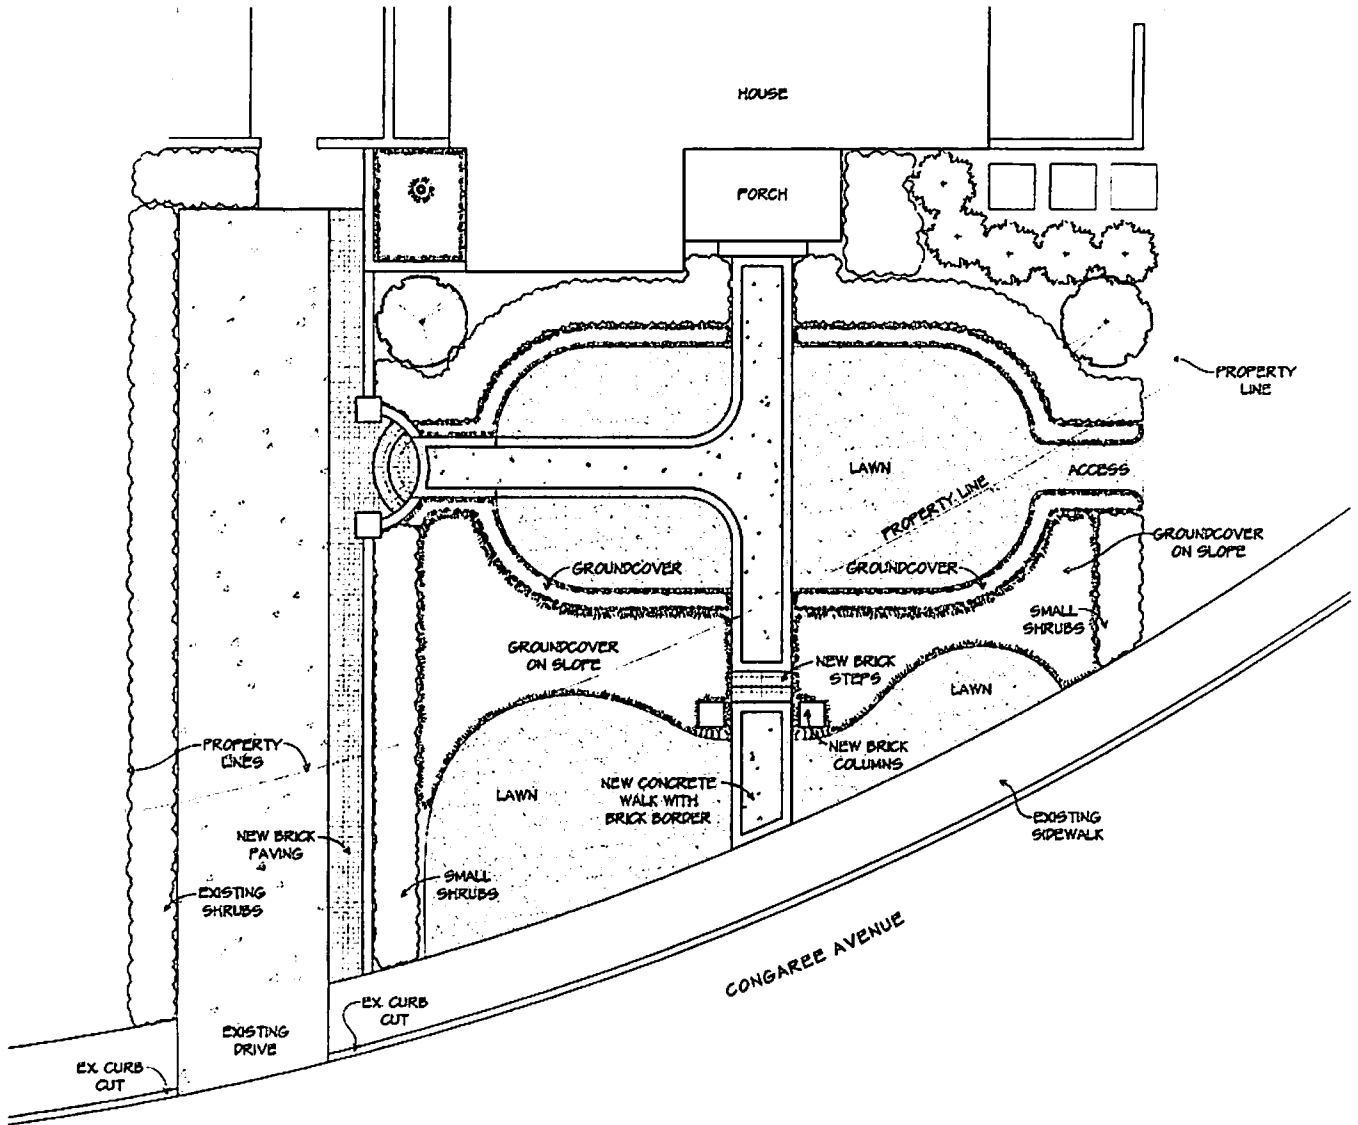 HOUSE
PORCH
PROPERTY
LINE
LAWN
ACCESS
PROPERTY LINE
GROUNDCOVER
ON SLOPE
GROUNDCOVER
GROUNDCOVER
SMALL
SHRUBS
GROUNDCOVER
ON SLOPE
NEW BRICK
STEPS
LAWN
PROPERTY
LINES
NEW BRICK
COLUMNS
LAWN
NEW CONCRETE
WALK WITH
BRICK BORDER
EXISTING
SIDEWALK
NEW BRICK
PAVING
SMALL
SHRUBS
EXISTING
SHRUBS
CONGAREE AVENUE
EX. CURB
CUT
EXISTING
DRIVE
EX. CURB
CUT